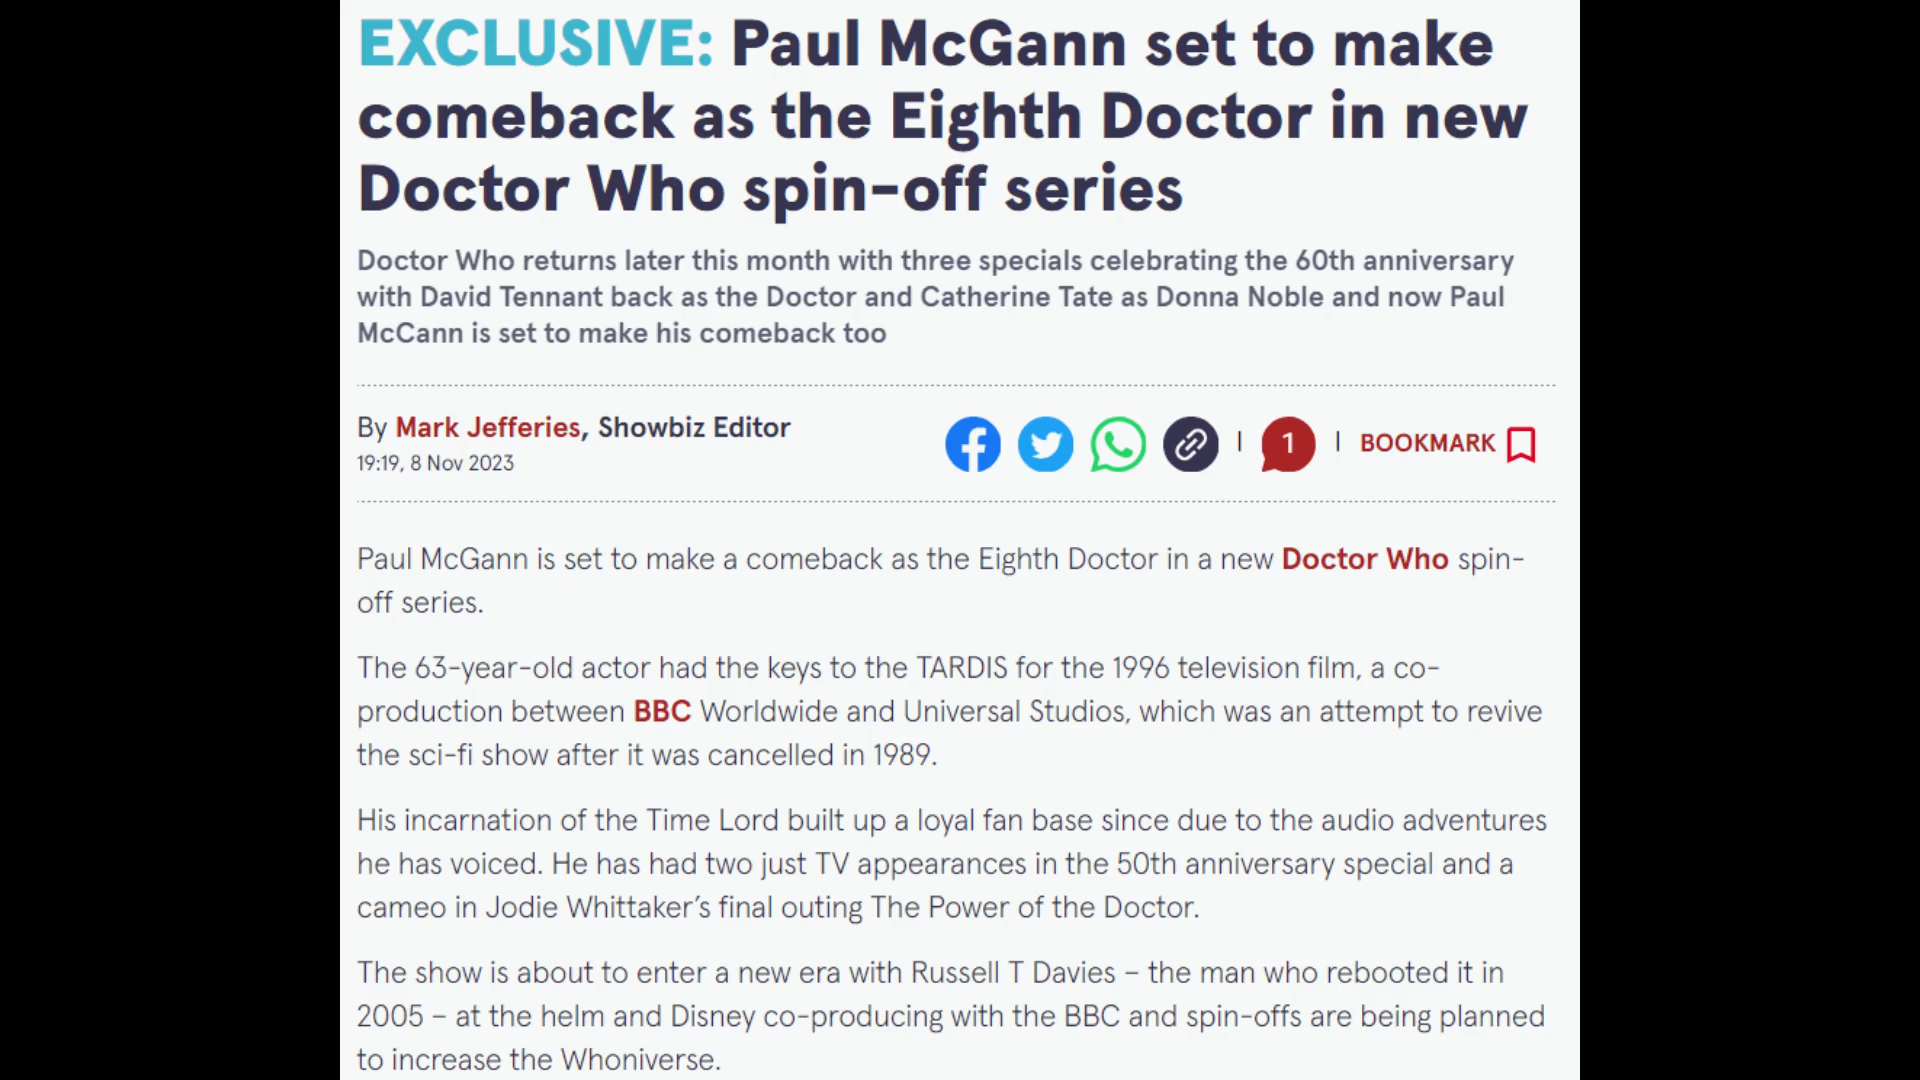 EXCLUSIVE: Paul McGann set to make
comeback as the Eighth Doctor in new
Doctor Who spin-off series
Doctor Who returns later this month with three specials celebrating the 60th anniversary
with David Tennant back as the Doctor and Catherine Tate as Donna Noble and now Paul
McCann is set to make his comeback too
By Mark Jefferies, Showbiz Editor
19:19, 8 Nov 2023
1
BOOKMARK
Paul McGann is set to make a comeback as the Eighth Doctor in a new Doctor Who spin-
off series.
The 63-year-old actor had the keys to the TARDIS for the 1996 television film, a co-
production between BBC Worldwide and Universal Studios, which was an attempt to revive
the sci-fi show after it was cancelled in 1989.
His incarnation of the Time Lord built up a loyal fan base since due to the audio adventures
he has voiced. He has had two just TV appearances in the 50th anniversary special and a
cameo in Jodie Whittaker's final outing The Power of the Doctor.
The show is about to enter a new era with Russell T Davies – the man who rebooted it in
2005 – at the helm and Disney co-producing with the BBC and spin-offs are being planned
to increase the Whoniverse.